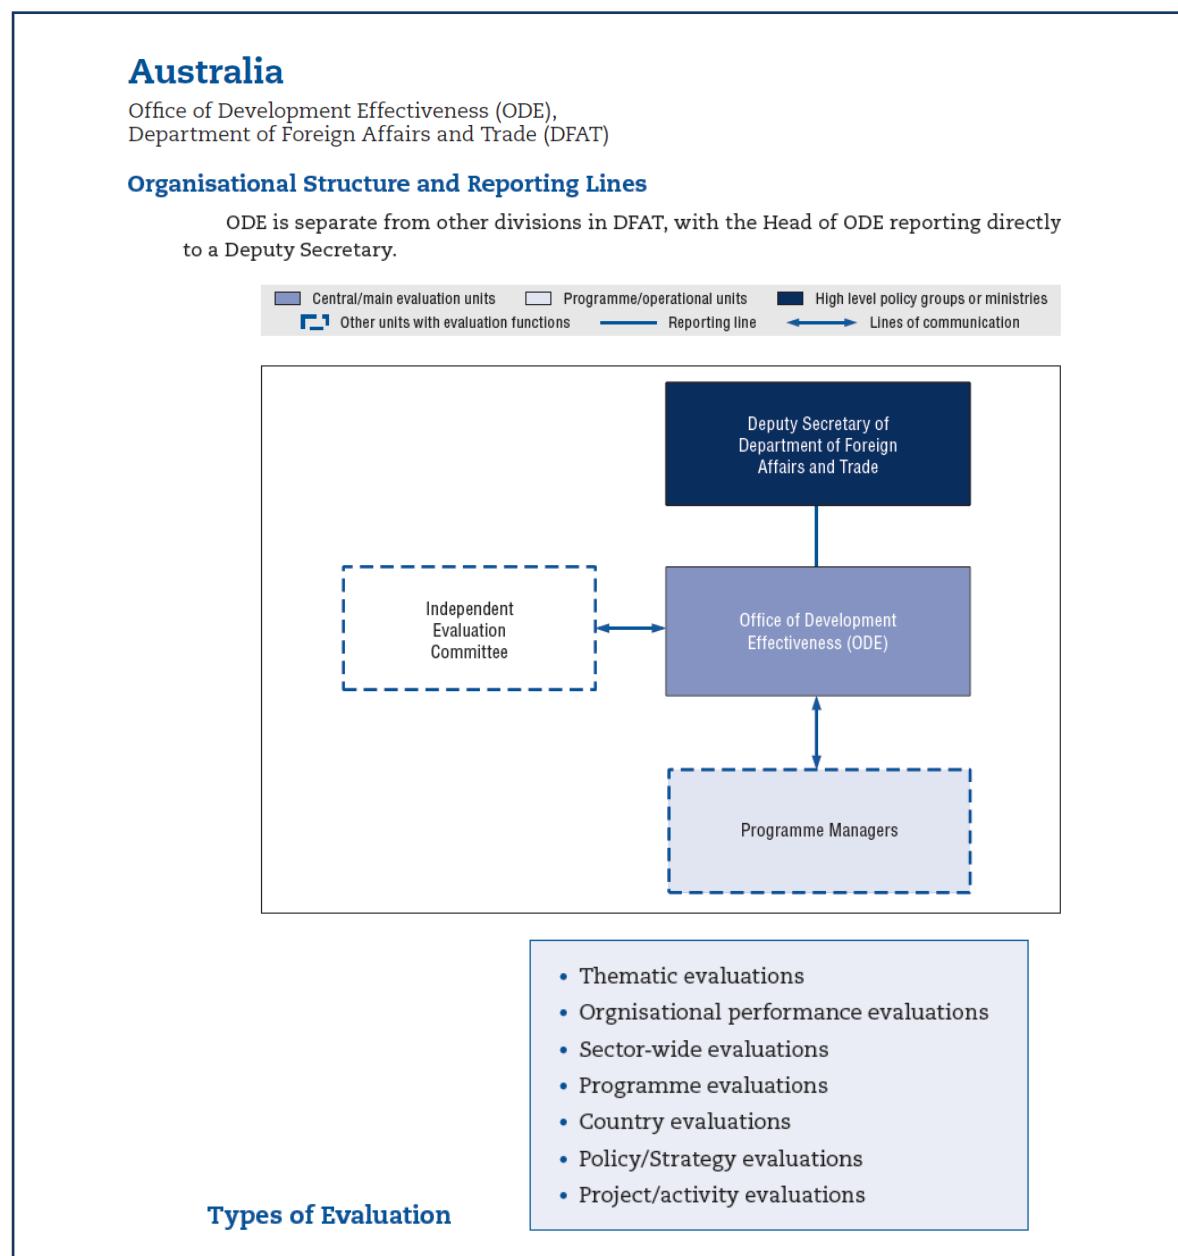 Australia
Office of Development Effectiveness (ODE),
Department of Foreign Affairs and Trade (DFAT)
Organisational Structure and Reporting Lines
ODE is separate from other divisions in DFAT, with the Head of ODE reporting directly
to a Deputy Secretary.
Central/main evaluation units Programme/operational units High level policy groups or ministries
Other units with evaluation functions Reporting line Lines of communication
Deputy Secretary of
Department of Foreign
Affairs and Trade
Independent
Evaluation
Committee
Office of Development
Effectiveness (ODE)
Programme Managers
• Thematic evaluations
• Orgnisational performance evaluations
• Sector-wide evaluations
• Programme evaluations
• Country evaluations
• Policy/Strategy evaluations
• Project/activity evaluations
Types of Evaluation